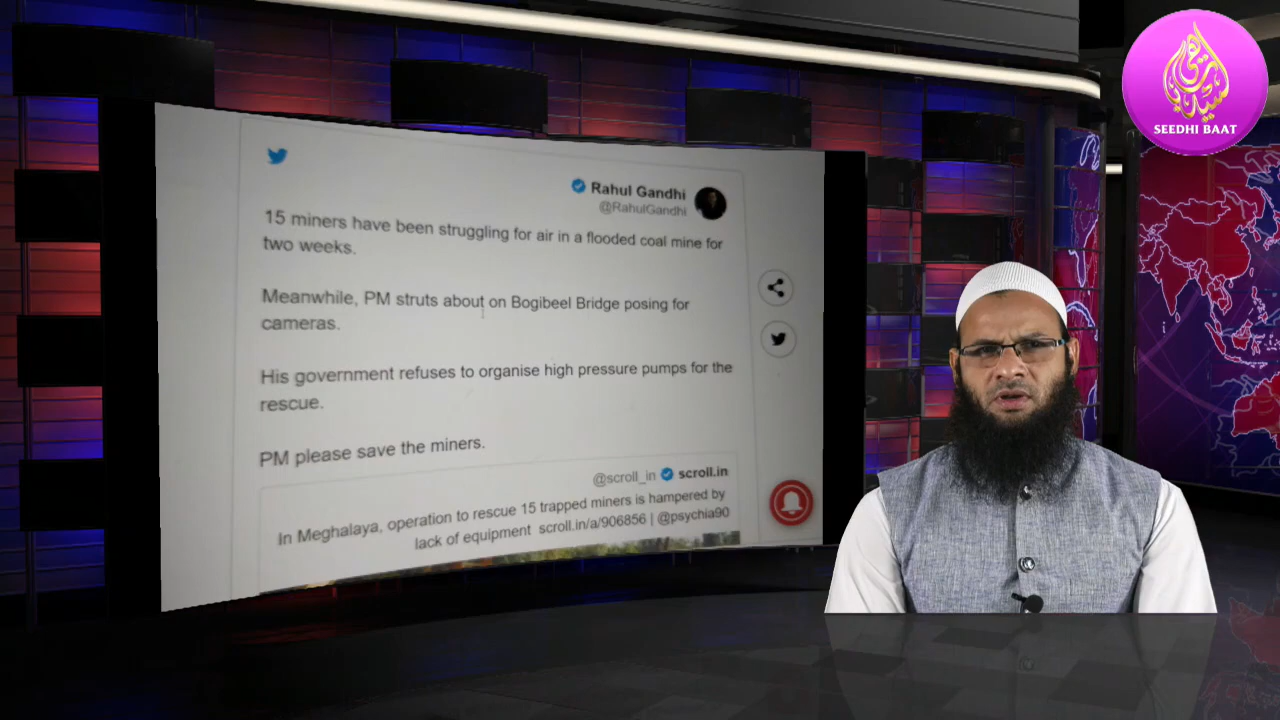 Rahul Gandhi
@RahulGandhi
15 miners have been struggling for air in a flooded coal mine for
two weeks.
Meanwhile, PM struts about on Bogibeel Bridge posing for
cameras.
His government refuses to organise high pressure pumps for the
rescue.
PM please save the miners.
@scroll_in scroll.in
In Meghalaya, operation to rescue 15 trapped miners is hampered by
lack of equipment scroll.in/a/906856 | @psychia90
SEEDHI BAAT